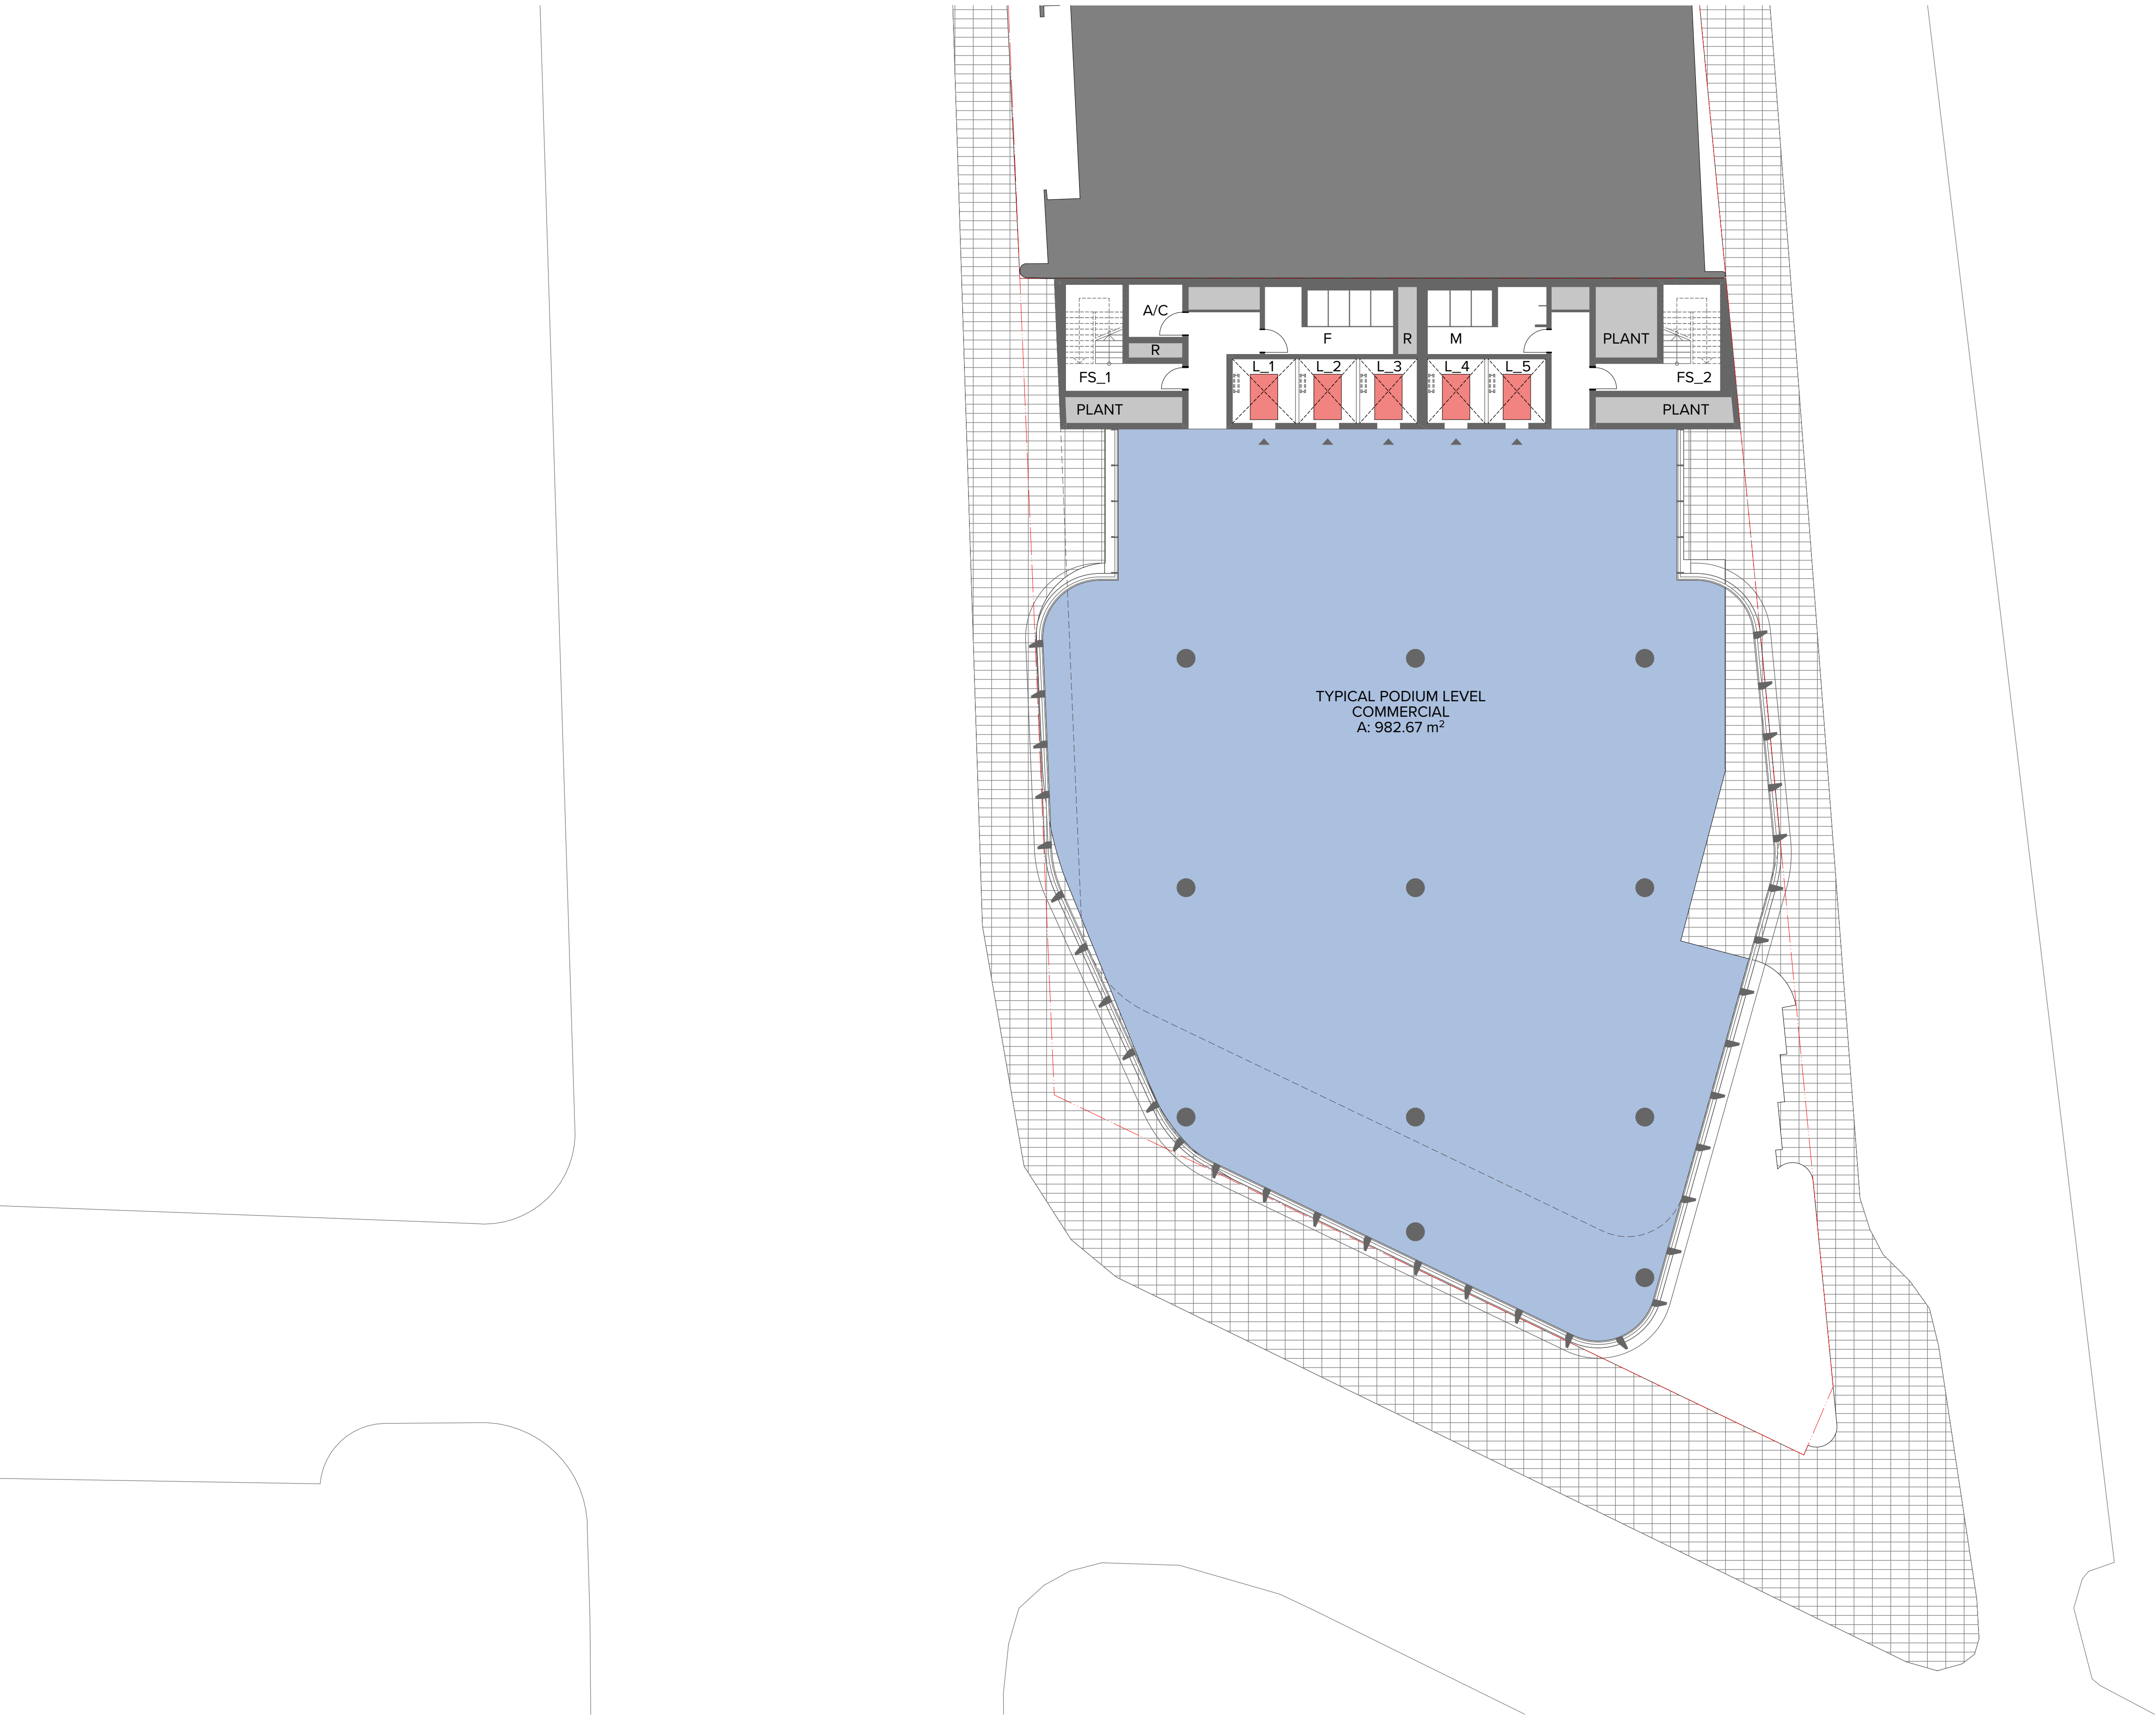 A/C
R
FS_1
PLANT
F
R
M
PLANT
FS_2
PLANT
L_1
L_2
L_3
L_4
L_5
TYPICAL PODIUM LEVEL
COMMERCIAL
A: 982.67 m²